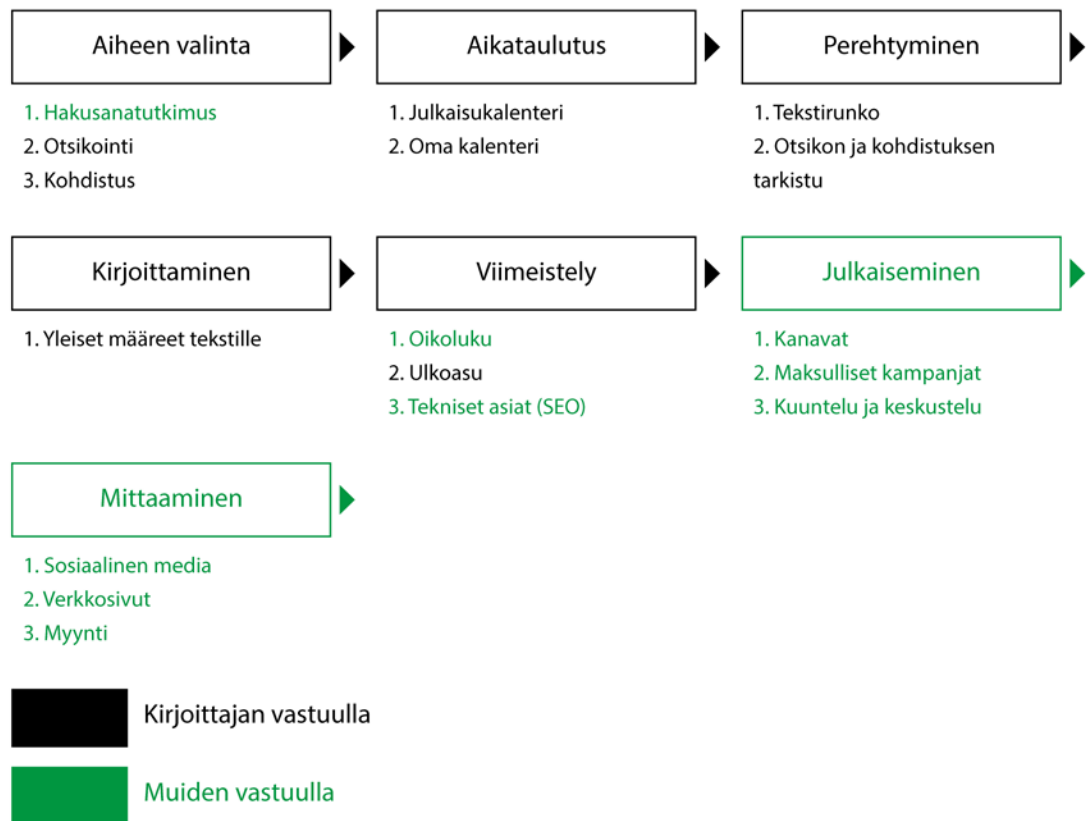 Aiheen valinta
1. Hakusanatutkimus
2. Otsikointi
3. Kohdistus
Aikataulutus
1. Julkaisukalenteri
2. Oma kalenteri
Perehtyminen
1. Tekstirunko
2. Otsikon ja kohdistuksen
tarkistu
Kirjoittaminen
1. Yleiset määreet tekstille
Viimeistely
1. Oikoluku
2. Ulkoasu
3. Tekniset asiat (SEO)
Julkaiseminen
1. Kanavat
2. Maksulliset kampanjat
3. Kuuntelu ja keskustelu
Mittaaminen
1. Sosiaalinen media
2. Verkkosivut
3. Myynti
Kirjoittajan vastuulla
Muiden vastuulla